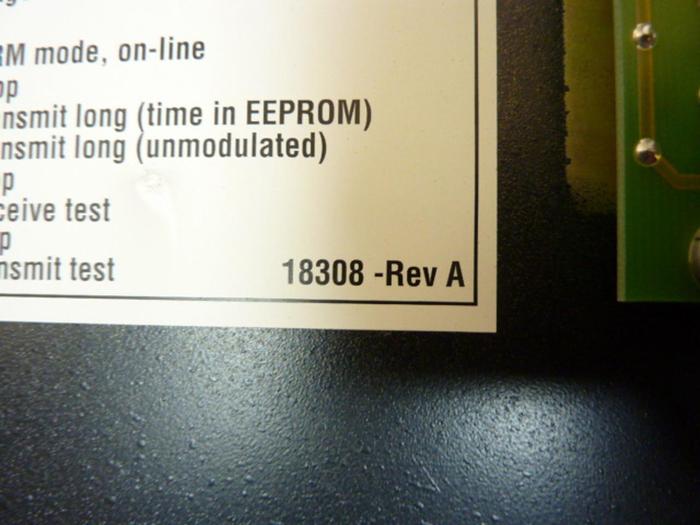 RM mode, on-line
op
nsmit long (time in EEPROM)
nsmit long (unmodulated)
op
ceive test
p
nsmit test 18308 -Rev A